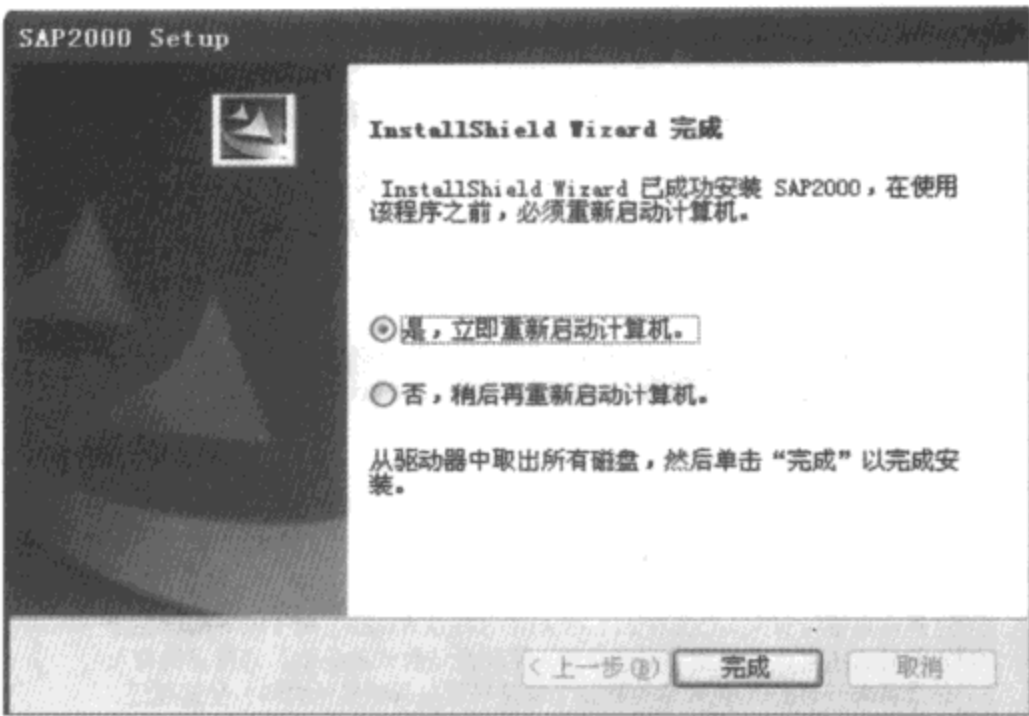 SAP2000 Setup
InstallShield Wizard 完成
InstallShield Wizard 已成功安装 SAP2000，在使用
该程序之前，必须重新启动计算机。
是，立即重新启动计算机。
否，稍后再重新启动计算机。
从驱动器中取出所有磁盘，然后单击“完成”以完成安
装。
< 上一步(B) 完成 取消